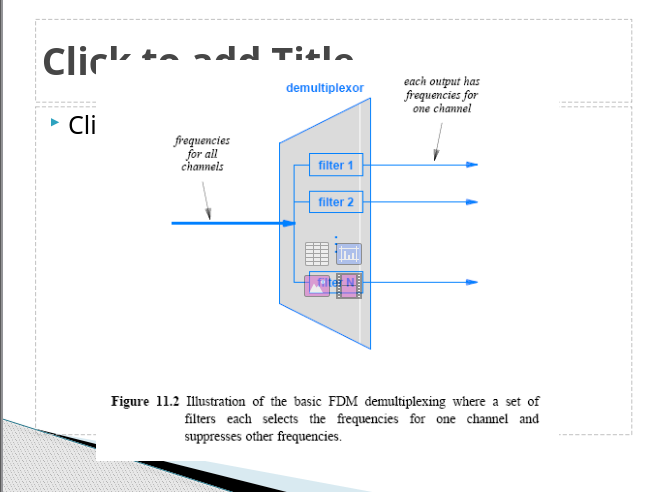 Click to add Title
Cli
demultiplexor
each output has
frequencies for
one channel
frequencies
for all
channels
filter 1
filter 2
filter N
Figure 11.2 Illustration of the basic FDM demultiplexing where a set of
filters each selects the frequencies for one channel and
suppresses other frequencies.